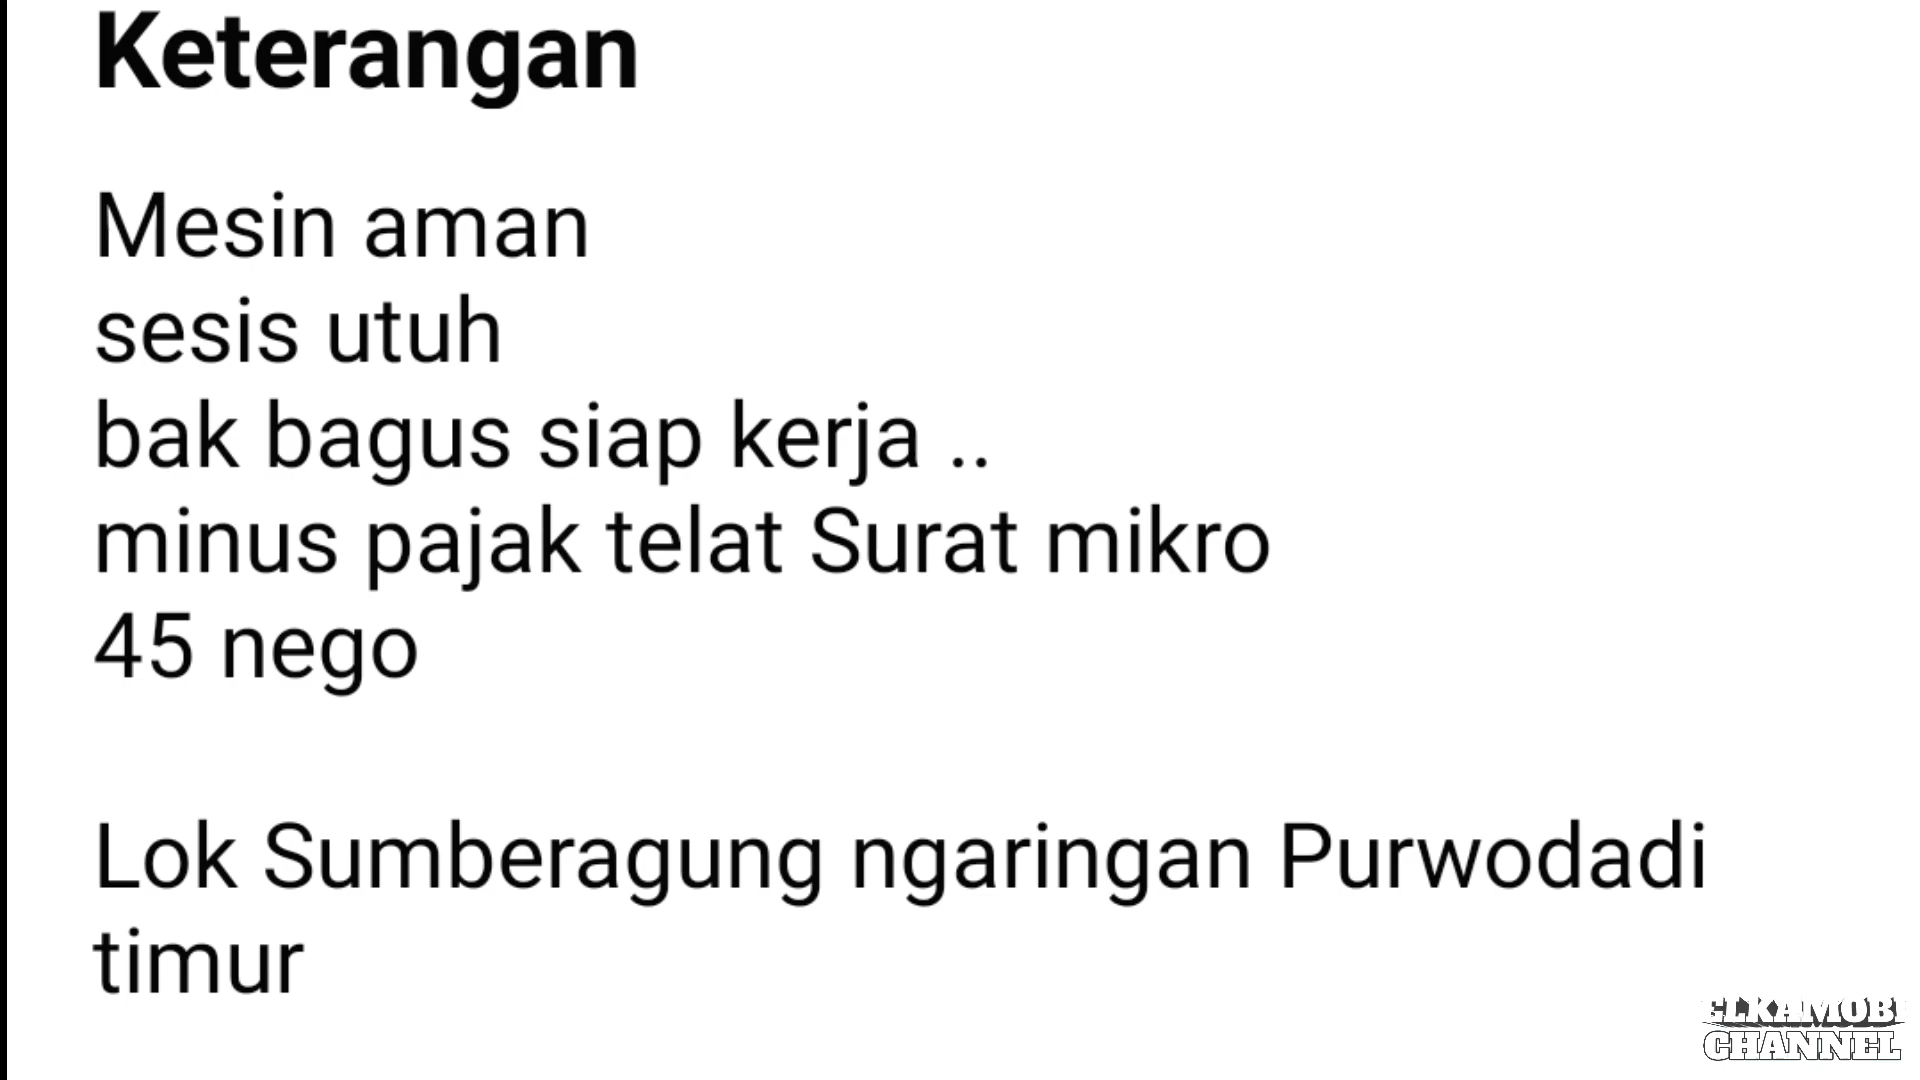 Keterangan
Mesin aman
sesis utuh
bak bagus siap kerja ..
minus pajak telat Surat mikro
45 nego
Lok Sumberagung ngaringan Purwodadi
timur
ELKAMOBI
CHANNEL